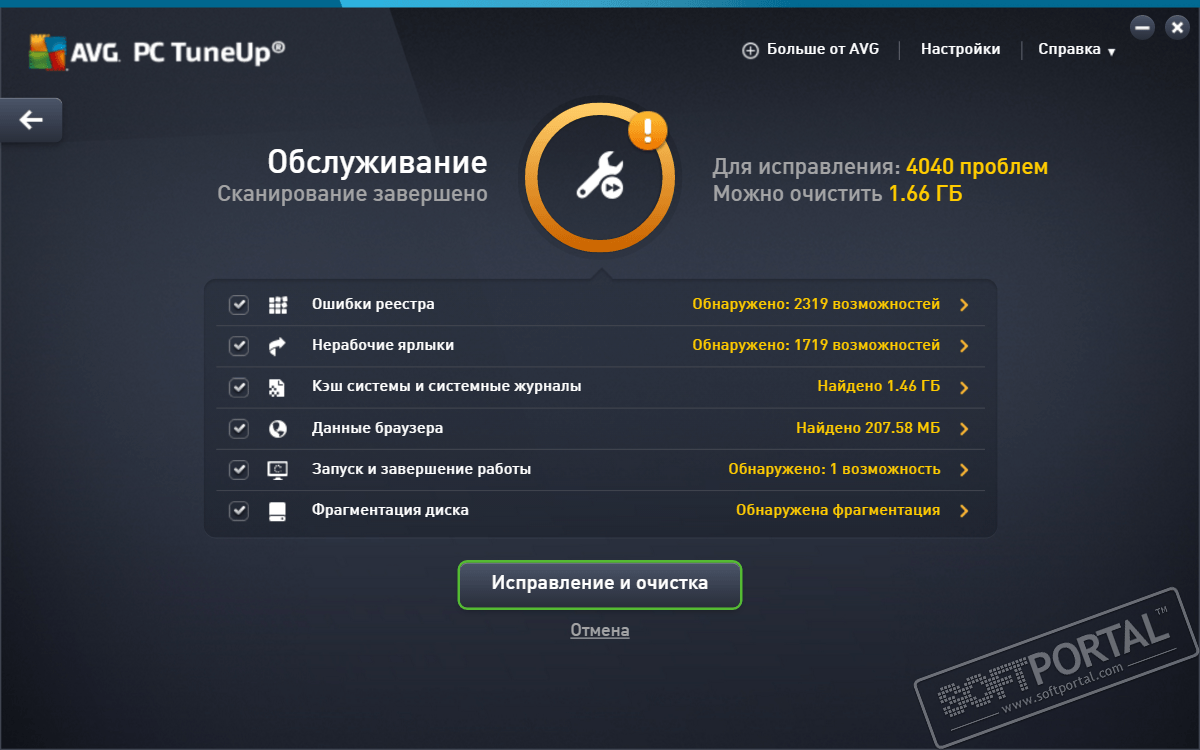 AVG. PC TuneUp®
Больше от AVG
Настройки
Справка
Обслуживание
Сканирование завершено
Для исправления: 4040 проблем
Можно очистить 1.66 ГБ
Ошибки реестра Обнаружено: 2319 возможностей
Нерабочие ярлыки Обнаружено: 1719 возможностей
Кэш системы и системные журналы Найдено 1.46 ГБ
Данные браузера Найдено 207.58 МБ
Запуск и завершение работы Обнаружено: 1 возможность
Фрагментация диска Обнаружена фрагментация
Исправление и очистка
Отмена
SOFTPORTAL™
www.softportal.com